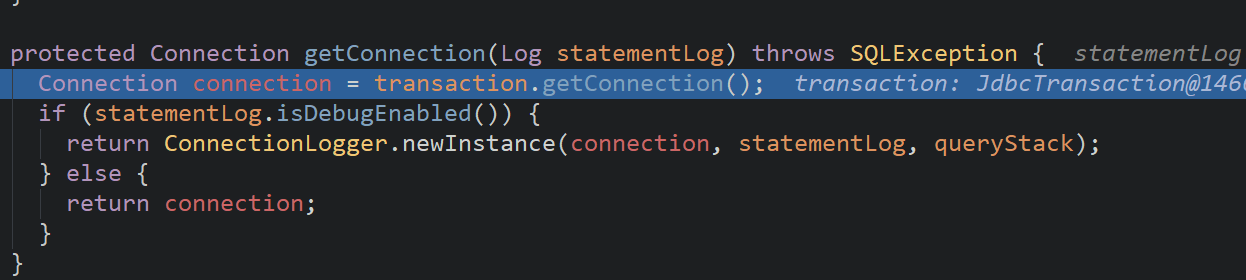 }
protected Connection getConnection(Log statementLog) throws SQLException {  statementLog
Connection connection = transaction.getConnection();  transaction: JdbcTransaction@146
if (statementLog.isDebugEnabled()) {
return ConnectionLogger.newInstance(connection, statementLog, queryStack);
} else {
return connection;
}
}